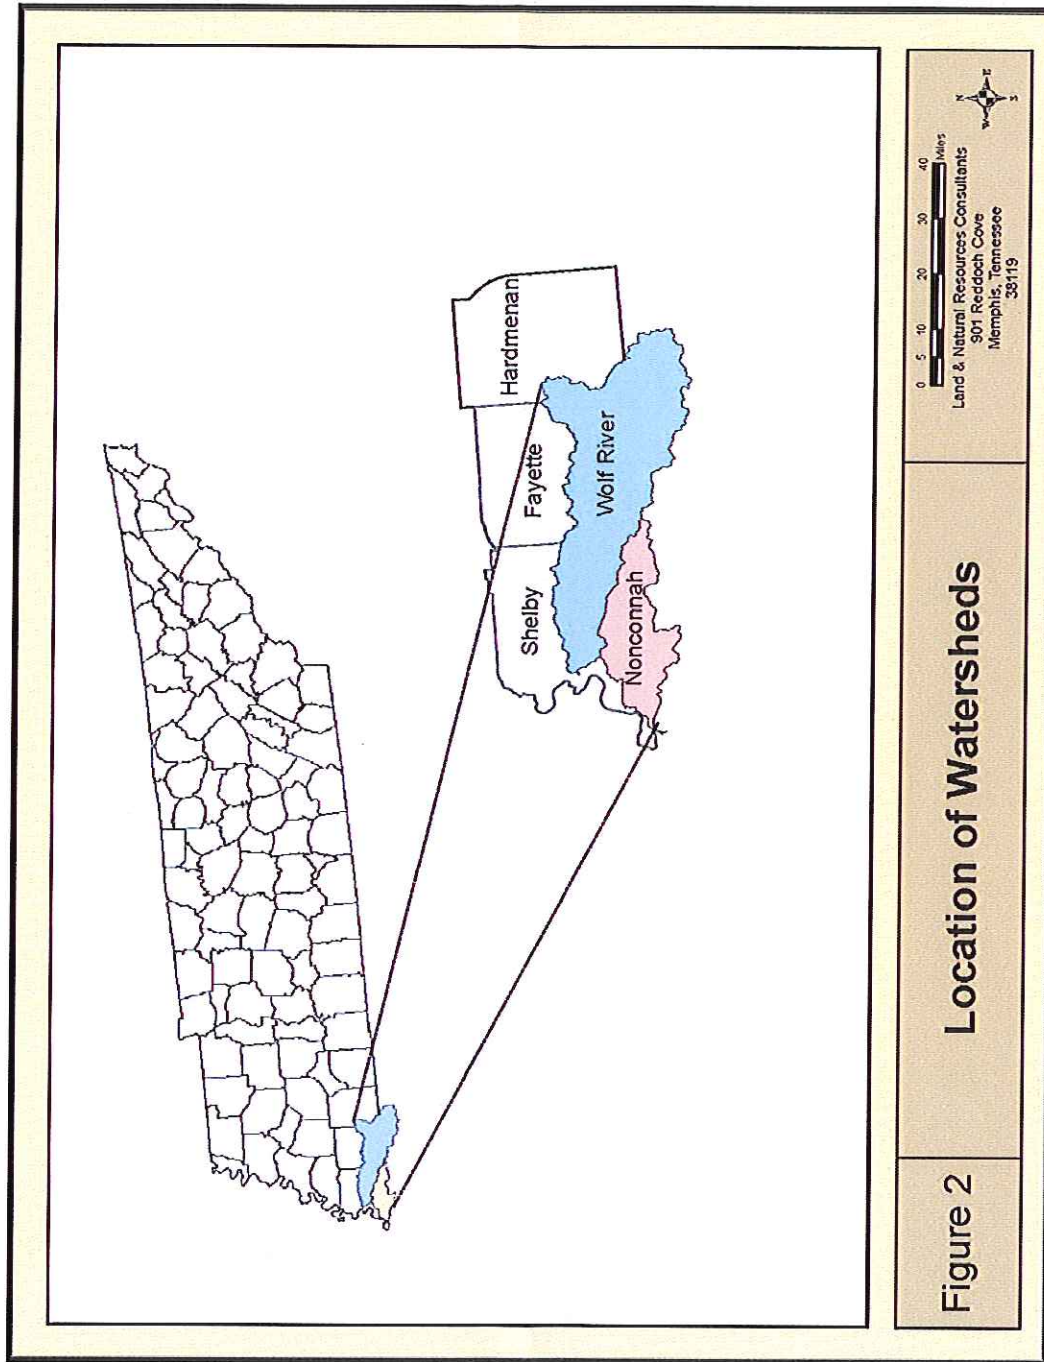 Hardmenan
Fayette
Shelby
Wolf River
Nonconnah
Figure 2
Location of Watersheds
0 5 10 20 30 40
Miles
Land & Natural Resources Consultants
901 Reddoch Cove
Memphis, Tennessee
38119
N
W E
S